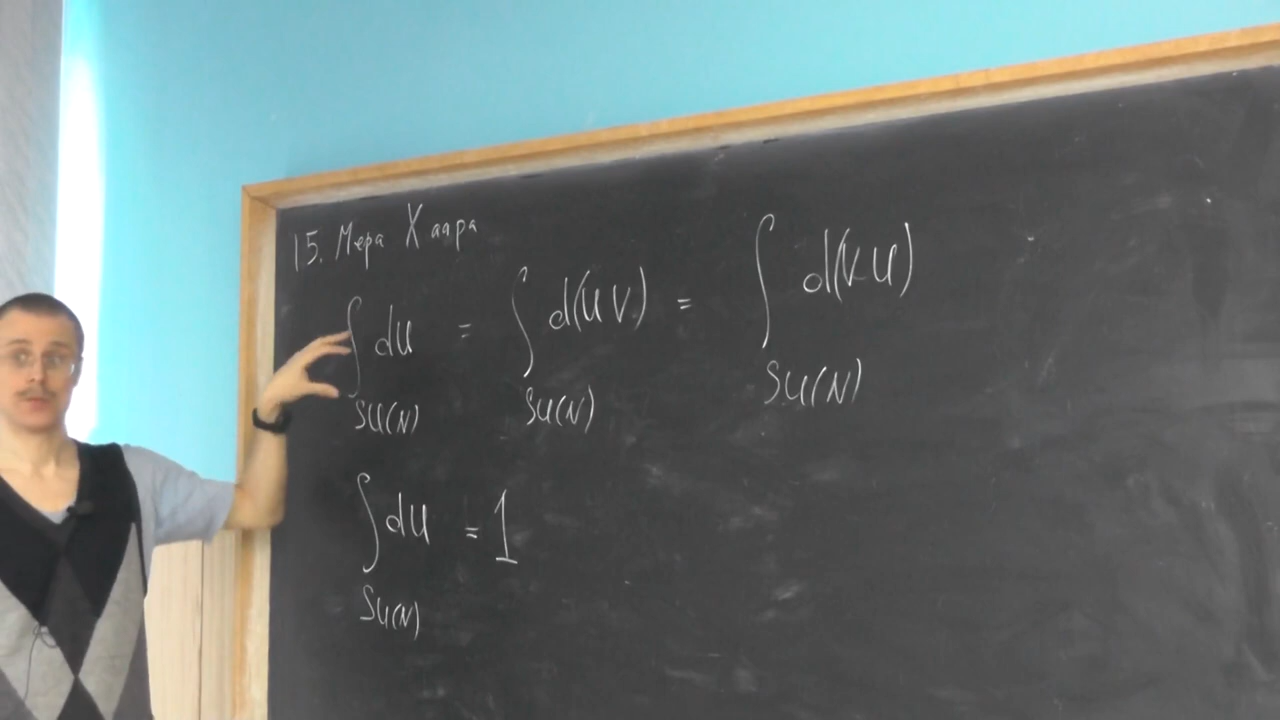 15. Мера Хаара
∫ du = ∫ d(uV) = ∫ d(Vu)
SU(N) SU(N) SU(N)
∫ du = 1
SU(N)